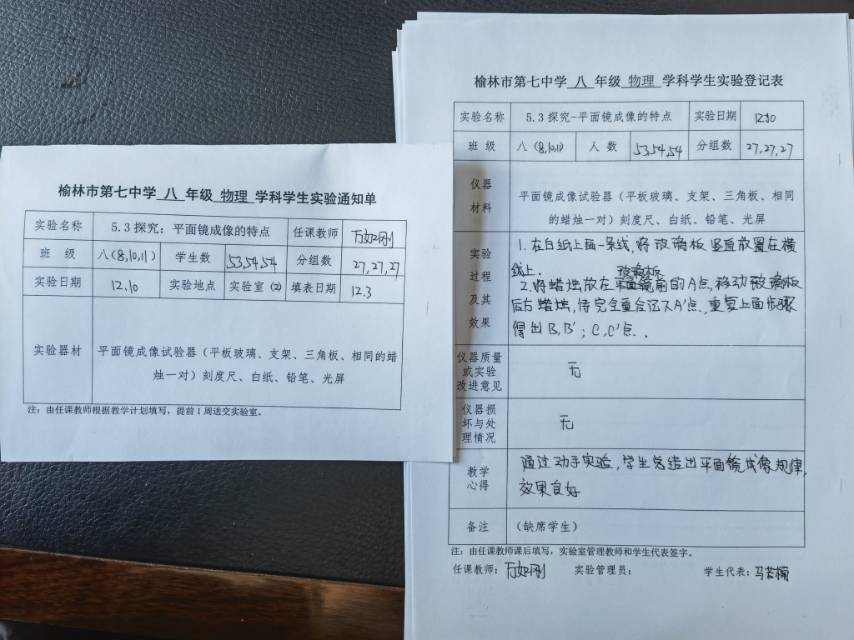 榆林市第七中学 八 年级 物理 学科学生实验通知单
实验名称 5.3 探究：平面镜成像的特点 任课教师 万如刚
班 级 八(8,10,11) 学生数 53,54,54 分组数 27,27,27
实验日期 12.10 实验地点 实验室 (2) 填表日期 12.3
实验器材 平面镜成像试验器（平板玻璃、支架、三角板、相同的蜡
烛一对）刻度尺、白纸、铅笔、光屏
注：由任课教师根据教学计划填写，提前 1 周送交实验室。
榆林市第七中学 八 年级 物理 学科学生实验登记表
实验名称 5.3 探究-平面镜成像的特点 实验日期 12.10
班 级 八(8,10,11) 人 数 53,54,54 分组数 27,27,27
仪器
材料
平面镜成像试验器（平板玻璃、支架、三角板、相同
的蜡烛一对）刻度尺、白纸、铅笔、光屏
实验
过程
及其
效果
1. 在白纸上画一条线,将玻璃板竖直放置在横
线上.
玻璃板
2. 将蜡烛放在前的A点,移动玻璃板
后方蜡烛,待完全重合记下A'点.重复上面步骤
得出B,B';C,C'点.
仪器质量
或实验
改进意见
无
仪器损
坏与处
理情况
无
教学
心得
通过动手实验,学生总结出平面镜成像规律,
效果良好
备注 （缺席学生）
注：由任课教师课后填写，实验室管理教师和学生代表签字。
任课教师：万如刚 实验管理员： 学生代表：马若楠